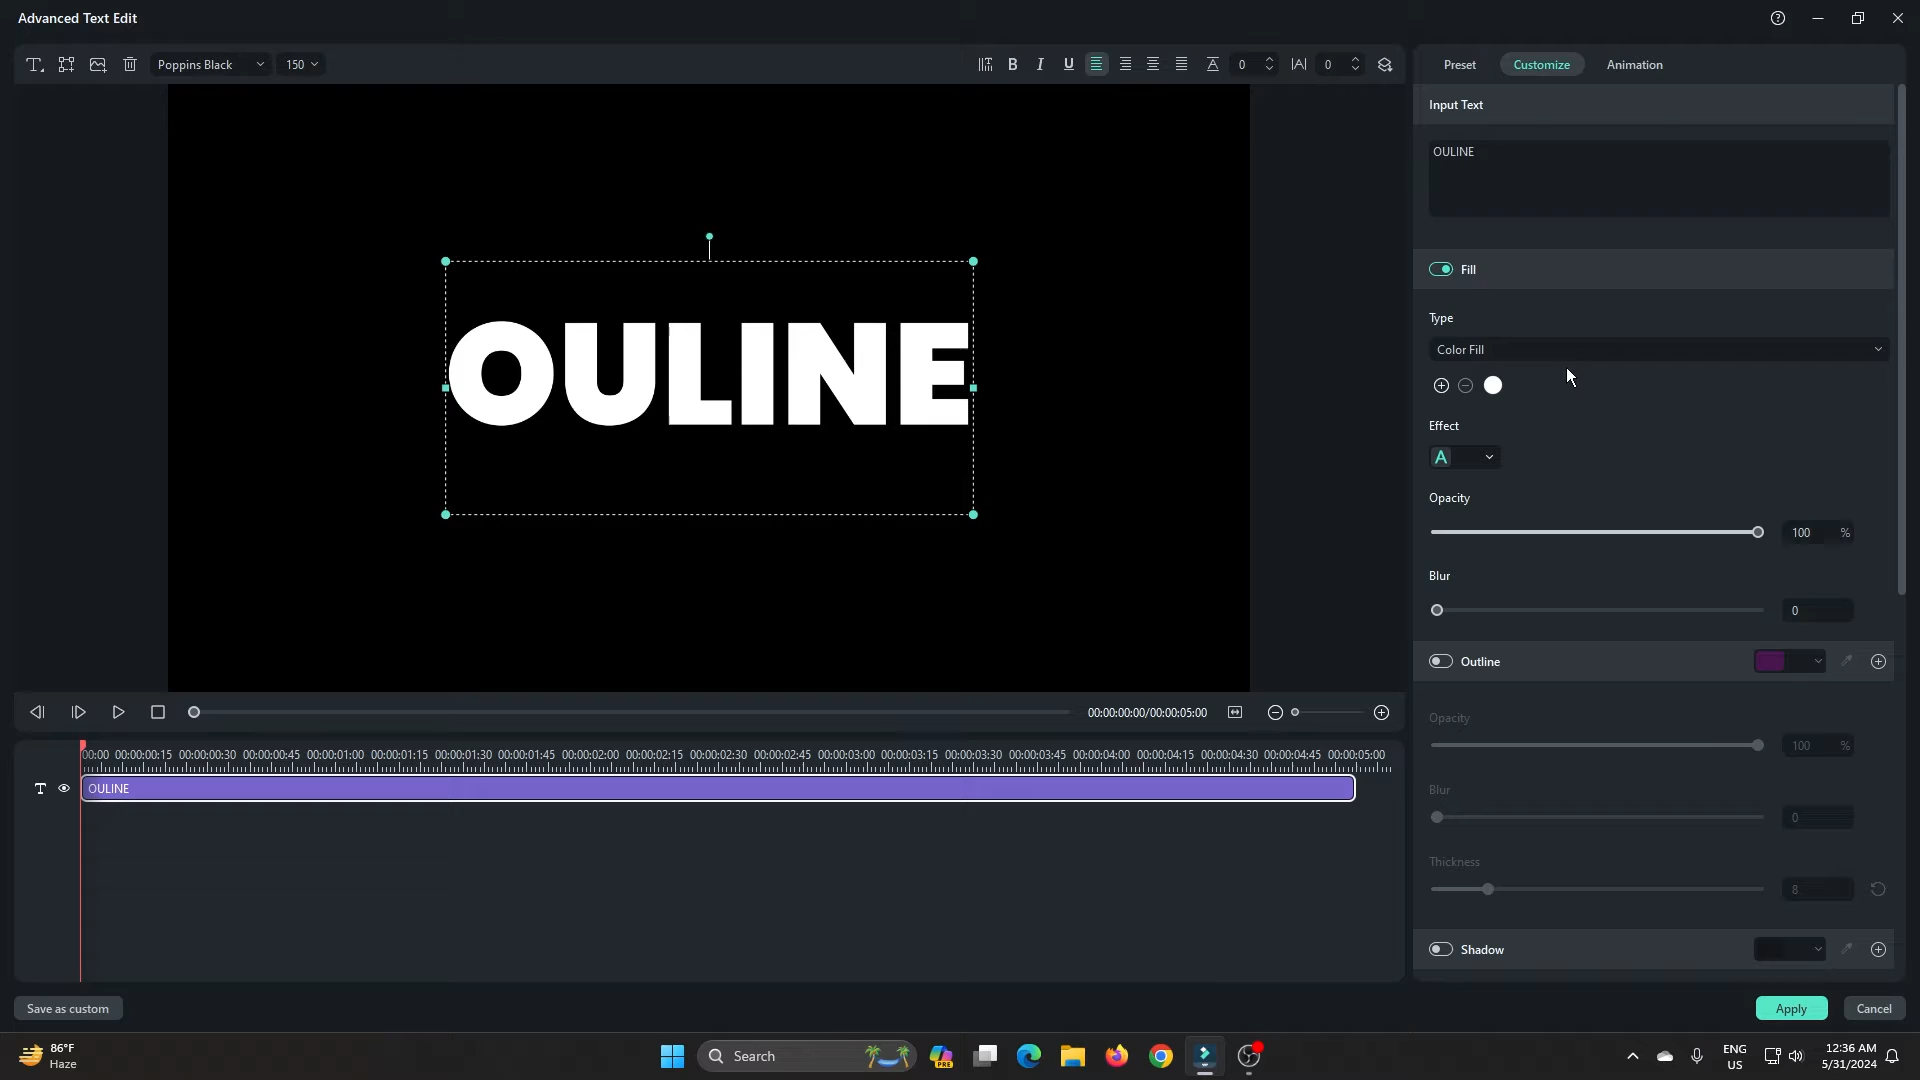 Advanced Text Edit
Poppins Black
150
0
0
Preset
Customize
Animation
Input Text
OULINE
OULINE
Fill
Type
Color Fill
Effect
A
Opacity
100 %
Blur
0
Outline
Opacity
100 %
Blur
0
Thickness
8
Shadow
00:00:00:00/00:00:05:00
00:00 00:00:00:15 00:00:00:30 00:00:00:45 00:00:01:00 00:00:01:15 00:00:01:30 00:00:01:45 00:00:02:00 00:00:02:15 00:00:02:30 00:00:02:45 00:00:03:00 00:00:03:15 00:00:03:30 00:00:03:45 00:00:04:00 00:00:04:15 00:00:04:30 00:00:04:45 00:00:05:00
OULINE
Save as custom
Apply
Cancel
86°F
Haze
Search
PRE
ENG
US
12:36 AM
5/31/2024